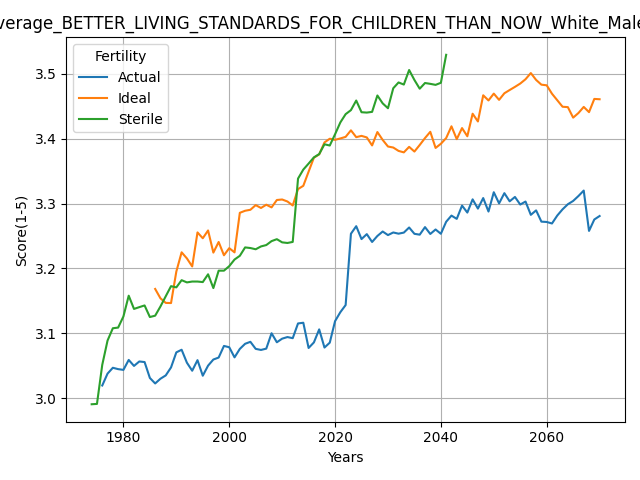 verage_BETTER_LIVING_STANDARDS_FOR_CHILDREN_THAN_NOW_White_Male
Fertility
Actual
Ideal
Sterile
Score(1-5)
3.5
3.4
3.3
3.2
3.1
3.0
1980 2000 2020 2040 2060
Years